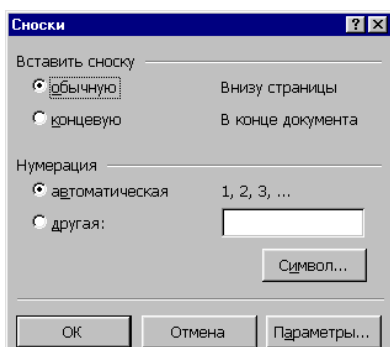 Сноски
Вставить сноску
обычную Внизу страницы
концевую В конце документа
Нумерация
автоматическая 1, 2, 3, ...
другая:
Символ...
ОК Отмена Параметры...